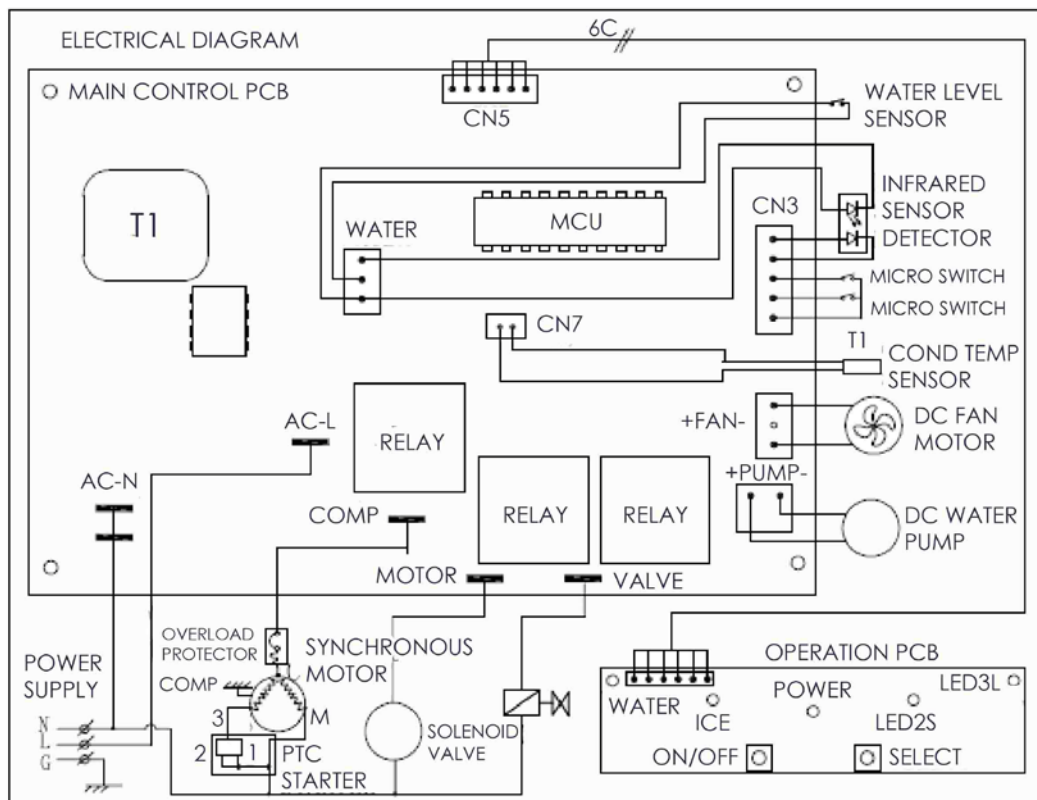 ELECTRICAL DIAGRAM
6C
MAIN CONTROL PCB
CN5
WATER LEVEL
SENSOR
T1
WATER
MCU
CN3
INFRARED
SENSOR
DETECTOR
MICRO SWITCH
MICRO SWITCH
CN7
T1
COND TEMP
SENSOR
AC-L
RELAY
+FAN-
DC FAN
MOTOR
AC-N
+PUMP-
COMP
RELAY
RELAY
DC WATER
PUMP
MOTOR
VALVE
OVERLOAD
PROTECTOR
SYNCHRONOUS
MOTOR
POWER
SUPPLY
COMP
3
M
N
L
G
2
1
PTC
STARTER
SOLENOID
VALVE
OPERATION PCB
WATER
ICE
POWER
LED2S
LED3L
ON/OFF
SELECT